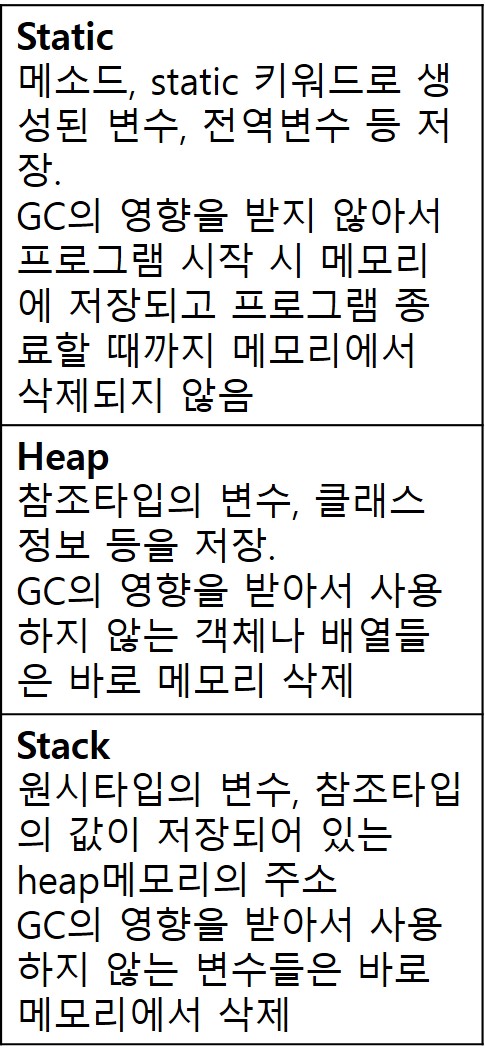 Static
메소드, static 키워드로 생
성된 변수, 전역변수 등 저
장.
GC의 영향을 받지 않아서
프로그램 시작 시 메모리
에 저장되고 프로그램 종
료할 때까지 메모리에서
삭제되지 않음
Heap
참조타입의 변수, 클래스
정보 등을 저장.
GC의 영향을 받아서 사용
하지 않는 객체나 배열들
은 바로 메모리 삭제
Stack
원시타입의 변수, 참조타입
의 값이 저장되어 있는
heap메모리의 주소
GC의 영향을 받아서 사용
하지 않는 변수들은 바로
메모리에서 삭제